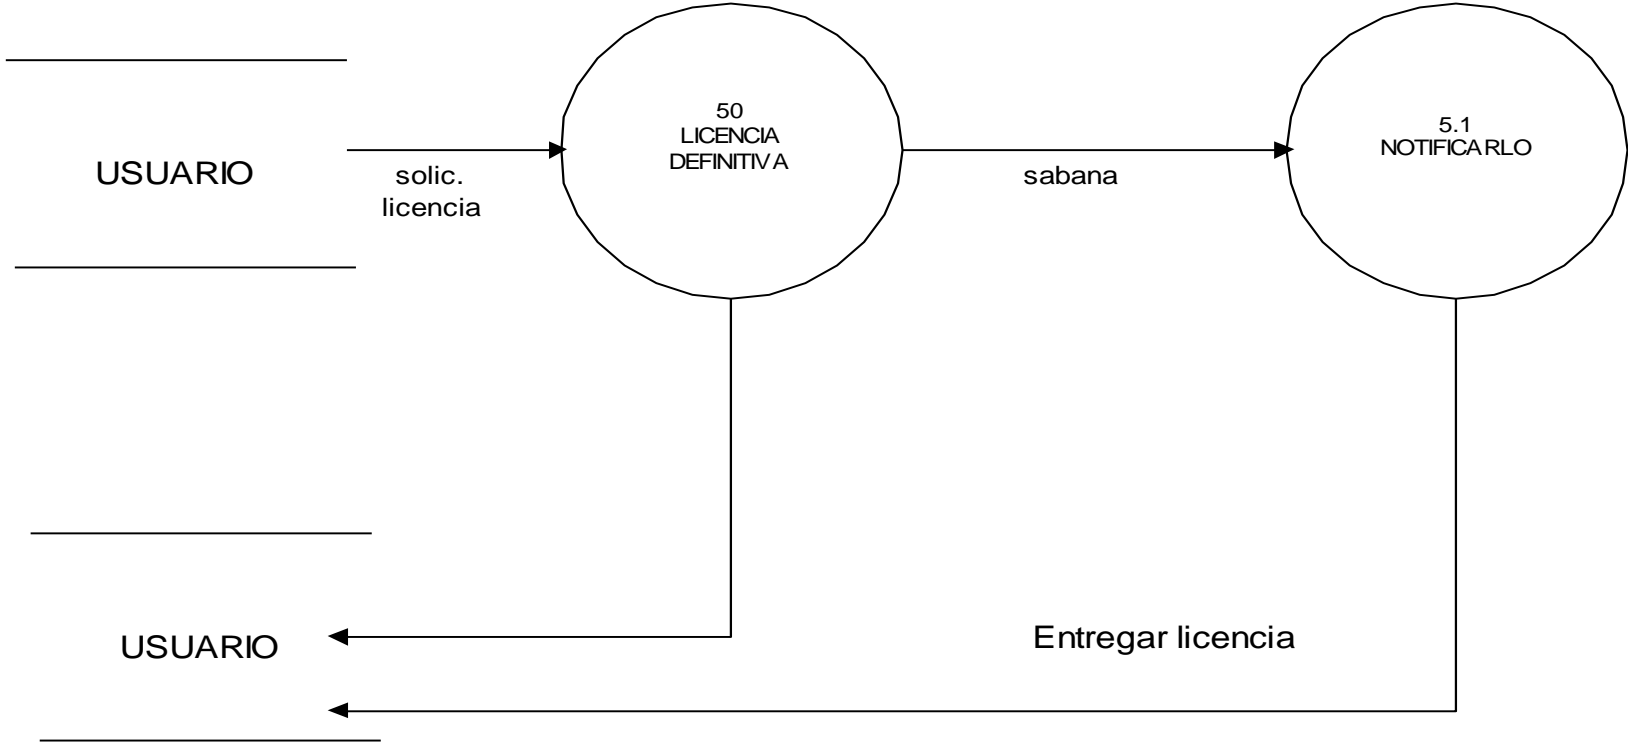 USUARIO
solic.
licencia
50
LICENCIA
DEFINITIVA
sabana
5.1
NOTIFICARLO
USUARIO
Entregar licencia